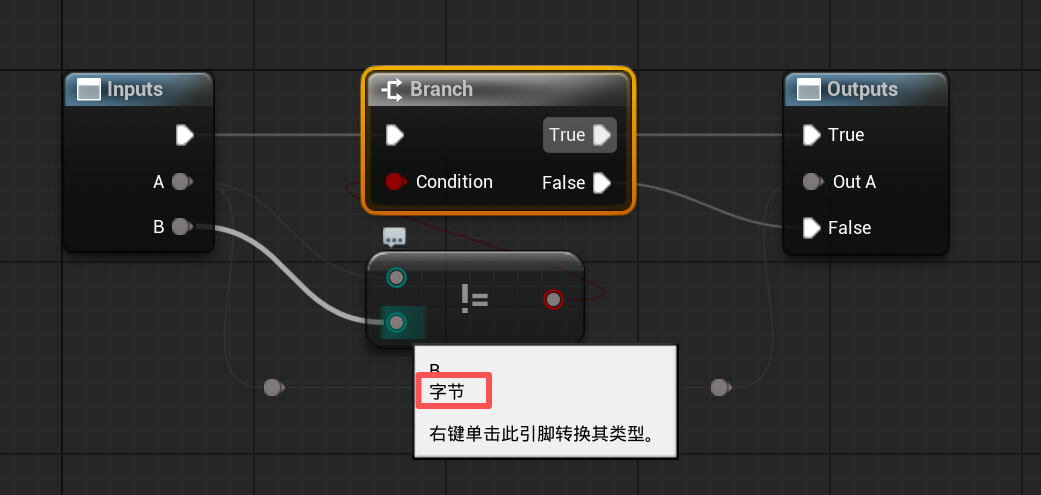 Inputs
Branch
Outputs
True
True
A
Condition
False
Out A
B
False
!=
B
字节
右键单击此引脚转换其类型。